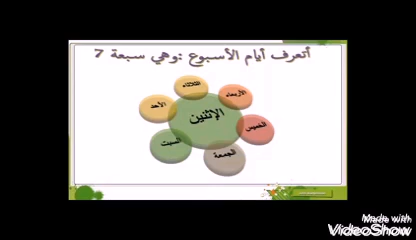 أتعرف أيام الأسبوع :وهي سبعة 7
الثلاثاء
الأربعاء
الأحد
الإثنين
الخميس
السبت
الجمعة
Made with
VideoShow